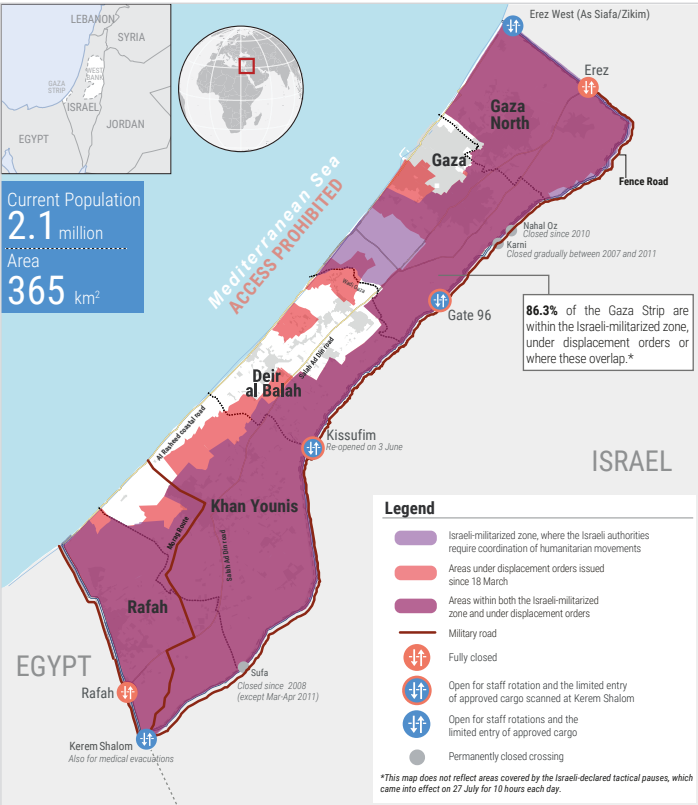 LEBANON
SYRIA
WEST
BANK
GAZA
STRIP
ISRAEL
JORDAN
EGYPT
Current Population
2.1 million
Area
365 km²
Mediterranean Sea
ACCESS PROHIBITED
Erez West (As Siafa/Zikim)
Erez
Gaza
North
Gaza
Fence Road
Nahal Oz
Closed since 2010
Karni
Closed gradually between 2007 and 2011
Wadi Gaza
Gate 96
86.3% of the Gaza Strip are
within the Israeli-militarized zone,
under displacement orders or
where these overlap.*
Salah Ad Din road
Deir
al Balah
Al Rasheed coastal road
Kissufim
Re-opened on 3 June
ISRAEL
Khan Younis
Morag Route
Salah Ad Din road
Rafah
EGYPT
Rafah
Sufa
Closed since 2008
(except Mar-Apr 2011)
Kerem Shalom
Also for medical evacuations
Legend
Israeli-militarized zone, where the Israeli authorities
require coordination of humanitarian movements
Areas under displacement orders issued
since 18 March
Areas within both the Israeli-militarized
zone and under displacement orders
Military road
Fully closed
Open for staff rotation and the limited entry
of approved cargo scanned at Kerem Shalom
Open for staff rotations and the
limited entry of approved cargo
Permanently closed crossing
*This map does not reflect areas covered by the Israeli-declared tactical pauses, which
came into effect on 27 July for 10 hours each day.